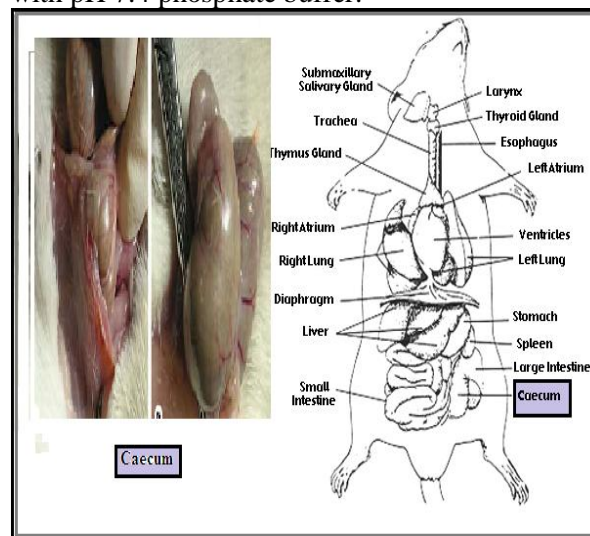 with pH 7.4 phosphate buffer.
Submaxillary
Salivary Gland
Larynx
Thyroid Gland
Trachea
Esophagus
Thymus Gland
Left Atrium
Right Atrium
Ventricles
Right Lung
Left Lung
Diaphragm
Stomach
Liver
Spleen
Large Intestine
Small
Intestine
Caecum
Caecum